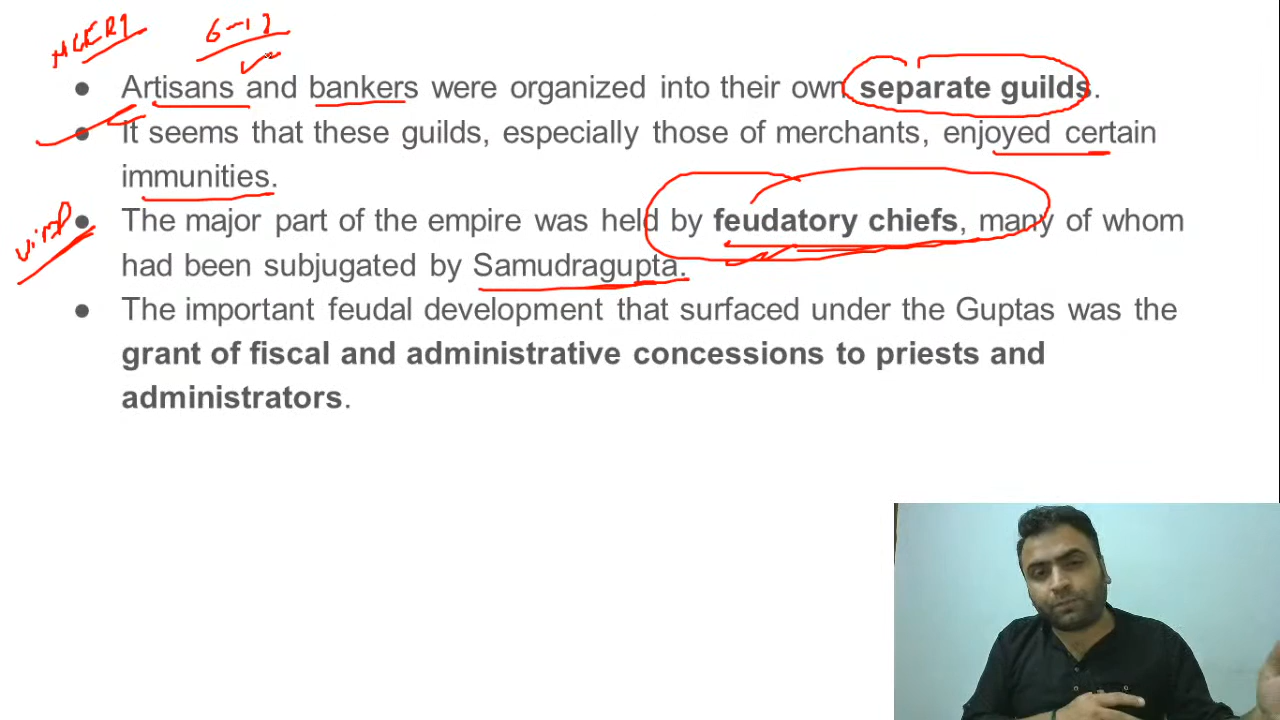 NCERT 6-12
● Artisans and bankers were organized into their own separate guilds.
● It seems that these guilds, especially those of merchants, enjoyed certain
immunities.
v.imp
● The major part of the empire was held by feudatory chiefs, many of whom
had been subjugated by Samudragupta.
● The important feudal development that surfaced under the Guptas was the
grant of fiscal and administrative concessions to priests and
administrators.